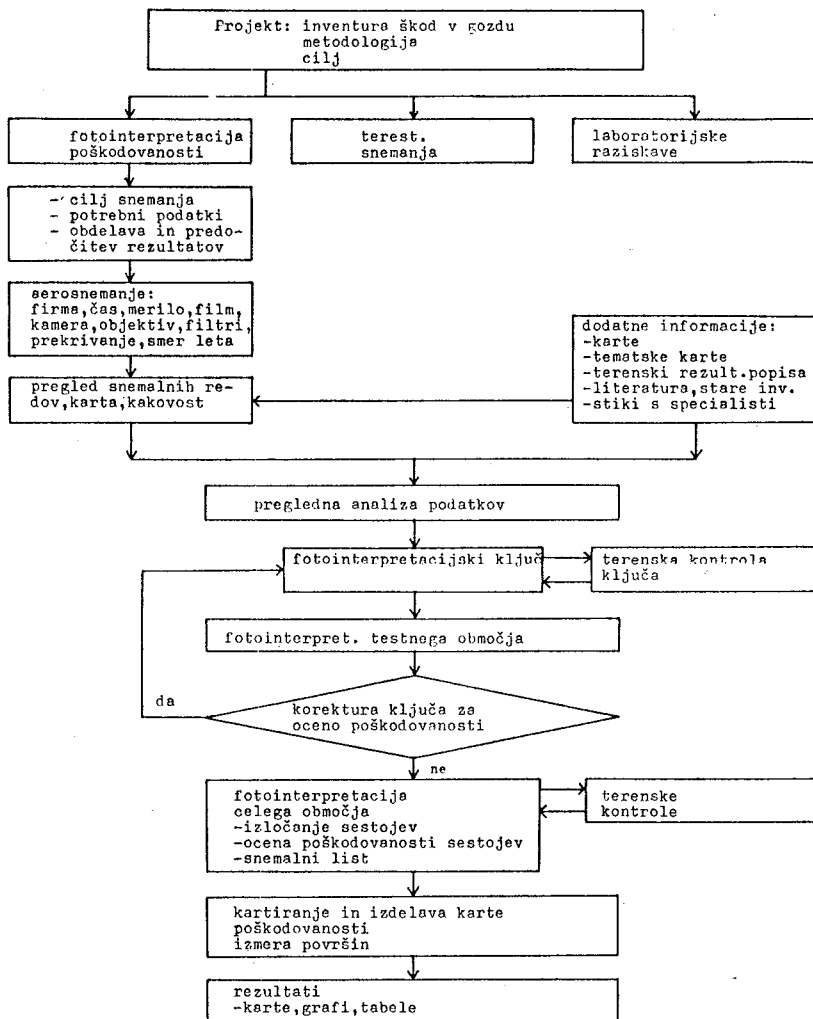 Projekt: inventura škod v gozdu
metodologija
cilj
fotointerpretacija
poškodovanosti
terest.
snemanja
laboratorijske
raziskave
- cilj snemanja
- potrebni podatki
- obdelava in predo-
čitev rezultatov
aerosnemanje:
firma,čas,merilo,film,
kamera,objektiv,filtri,
prekrivanje,smer leta
dodatne informacije:
-karte
-tematske karte
-terenski rezult.popisa
-literatura,stare inv.
-stiki s specialisti
pregled snemalnih re-
dov,karta,kakovost
pregledna analiza podatkov
fotointerpretacijski ključ
terenska kontrola
ključa
fotointerpret. testnega območja
da
korektura ključa za
oceno poškodovanosti
ne
fotointerpretacija
celega območja
-izločanje sestojev
-ocena poškodovanosti sestojev
-snemalni list
terenske
kontrole
kartiranje in izdelava karte
poškodovanosti
izmera površin
rezultati
-karte,grafi,tabele